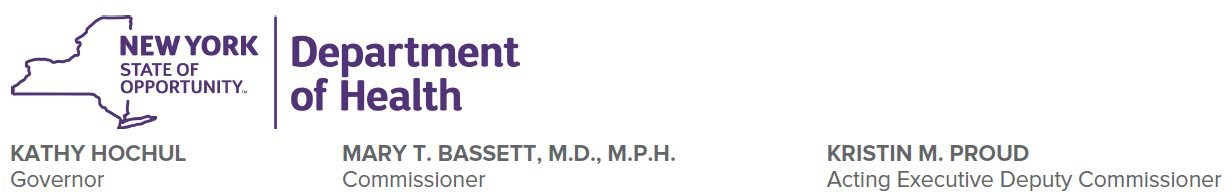 NEW YORK
STATE OF
OPPORTUNITY™
Department
of Health
KATHY HOCHUL
Governor
MARY T. BASSETT, M.D., M.P.H.
Commissioner
KRISTIN M. PROUD
Acting Executive Deputy Commissioner